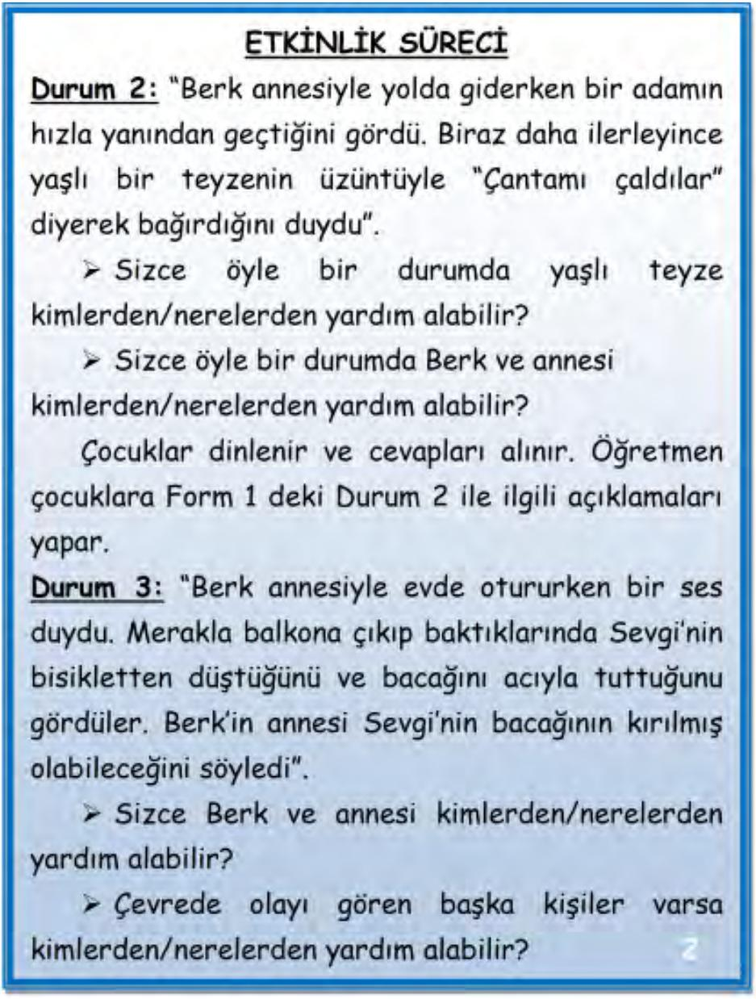 ETKİNLİK SÜRECİ
Durum 2: “Berk annesiyle yolda giderken bir adamın
hızla yanından geçtiğini gördü. Biraz daha ilerleyince
yaşlı bir teyzenin üzüntüyle “Çantamı çaldılar”
diyerek bağırdığını duydu”.
➢ Sizce öyle bir durumda yaşlı teyze
kimlerden/nerelerden yardım alabilir?
➢ Sizce öyle bir durumda Berk ve annesi
kimlerden/nerelerden yardım alabilir?
Çocuklar dinlenir ve cevapları alınır. Öğretmen
çocuklara Form 1 deki Durum 2 ile ilgili açıklamaları
yapar.
Durum 3: “Berk annesiyle evde otururken bir ses
duydu. Merakla balkona çıkıp baktıklarında Sevgi’nin
bisikletten düştüğünü ve bacağını acıyla tuttuğunu
gördüler. Berk’in annesi Sevgi’nin bacağının kırılmış
olabileceğini söyledi”.
➢ Sizce Berk ve annesi kimlerden/nerelerden
yardım alabilir?
➢ Çevrede olayı gören başka kişiler varsa
kimlerden/nerelerden yardım alabilir?
2